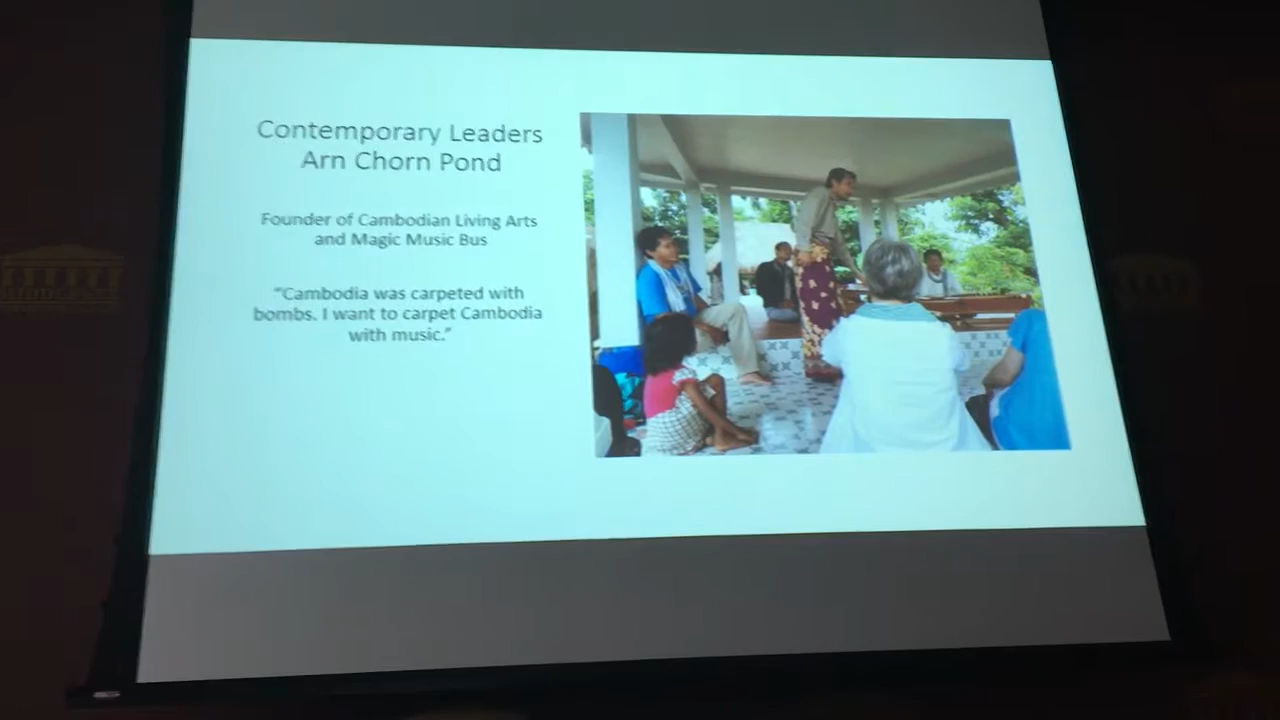 Contemporary Leaders
Arn Chorn Pond
Founder of Cambodian Living Arts
and Magic Music Bus
“Cambodia was carpeted with
bombs. I want to carpet Cambodia
with music.”